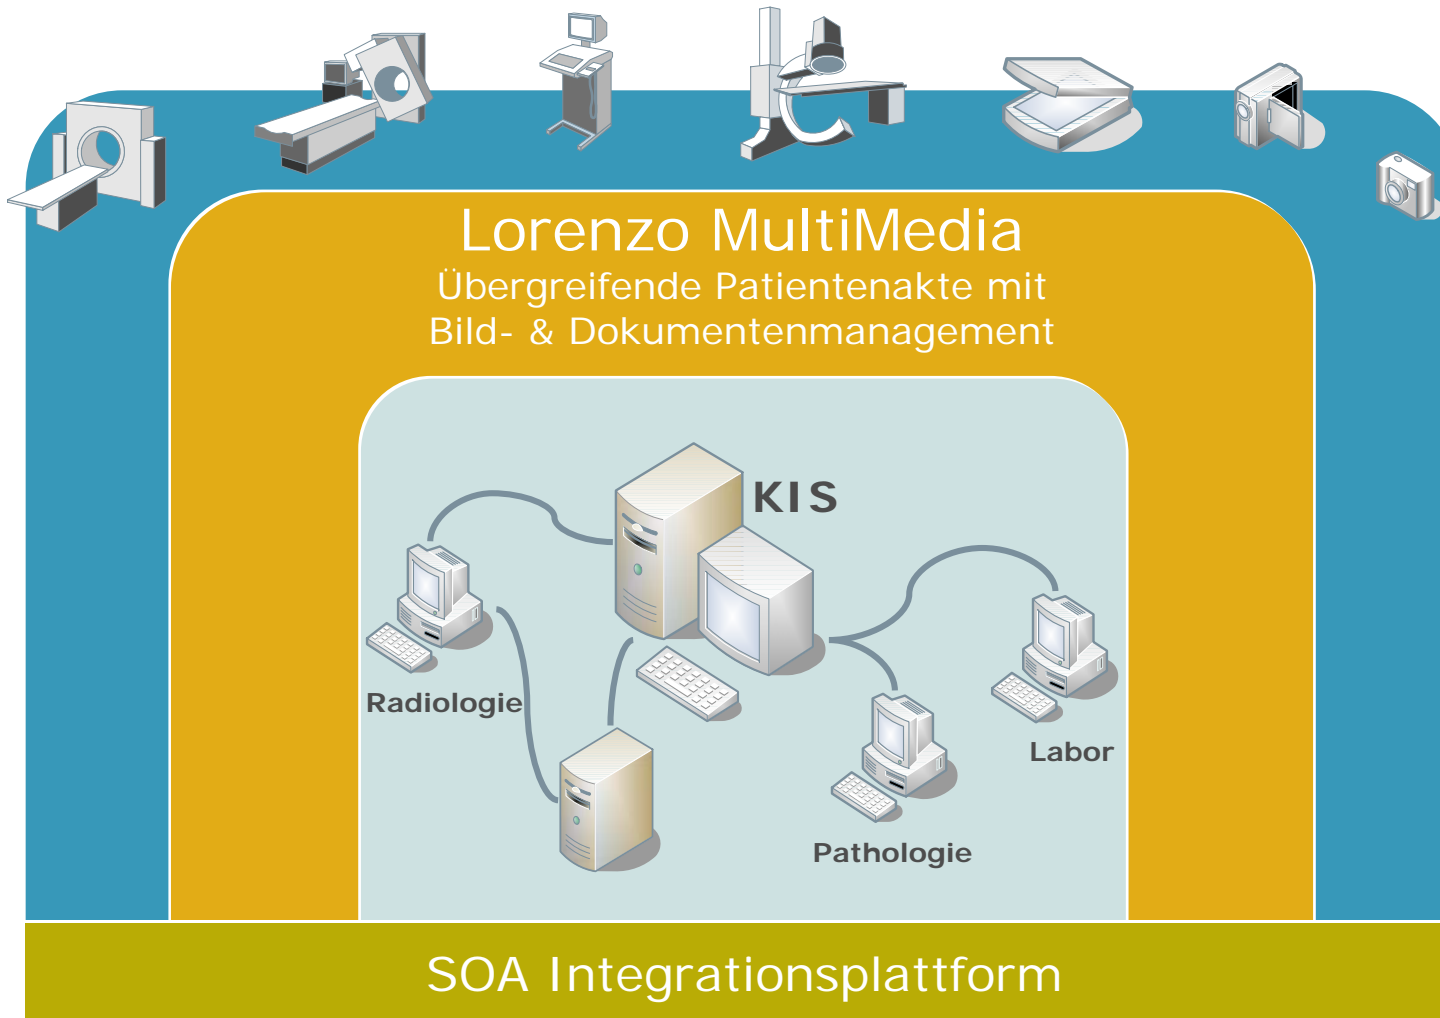 Lorenzo MultiMedia
Übergreifende Patientenakte mit
Bild- & Dokumentenmanagement
KIS
Radiologie
Labor
Pathologie
SOA Integrationsplattform